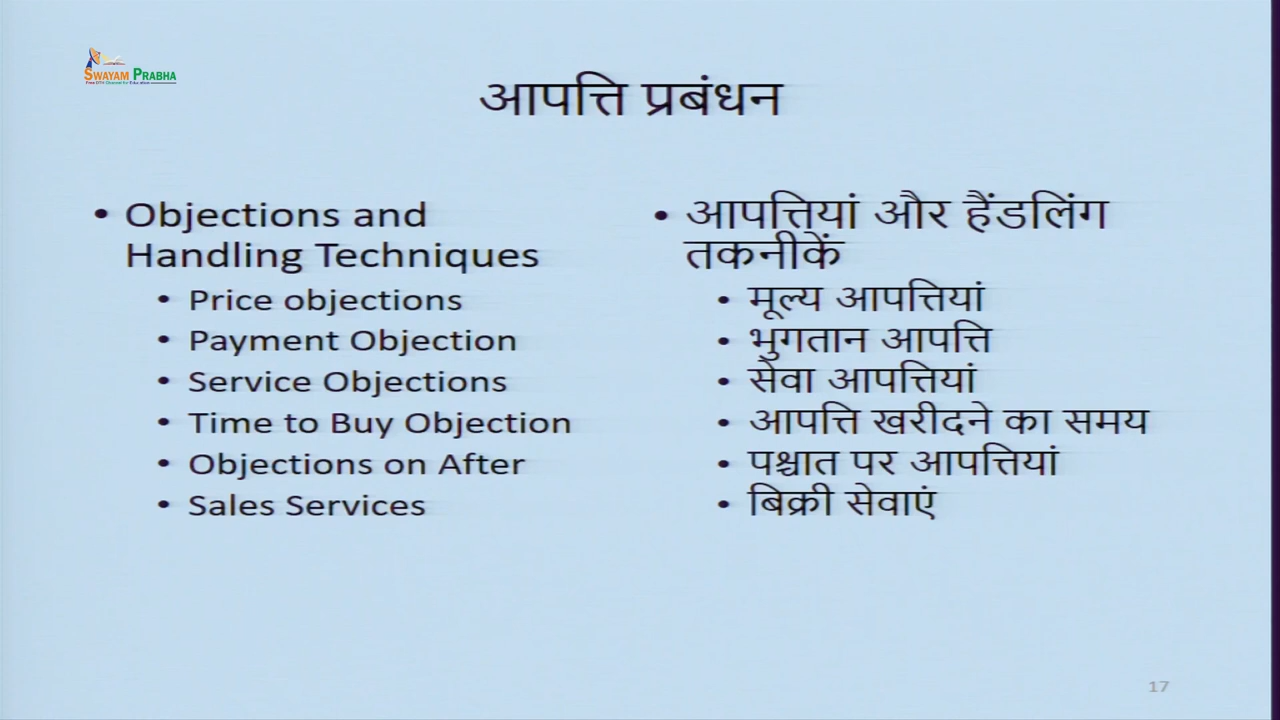 SWAYAM PRABHA
आपत्ति प्रबंधन
• Objections and
Handling Techniques
• Price objections
• Payment Objection
• Service Objections
• Time to Buy Objection
• Objections on After
• Sales Services
• आपत्तियां और हैंडलिंग
तकनीकें
• मूल्य आपत्तियां
• भुगतान आपत्ति
• सेवा आपत्तियां
• आपत्ति खरीदने का समय
• पश्चात पर आपत्तियां
• बिक्री सेवाएं
17